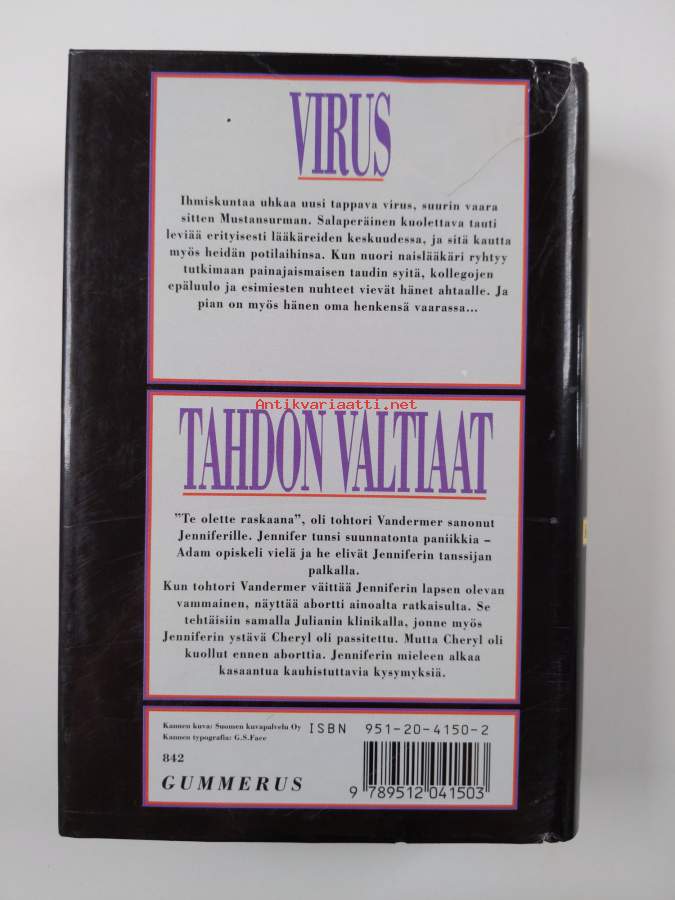 VIRUS
Ihmiskuntaa uhkaa uusi tappava virus, suurin vaara
sitten Mustansurman. Salaperäinen kuolettava tauti
leviää erityisesti lääkäreiden keskuudessa, ja sitä kautta
myös heidän potilaihinsa. Kun nuori naislääkäri ryhtyy
tutkimaan painajaismaisen taudin syitä, kollegojen
epäluulo ja esimiesten nuhteet vievät hänet ahtaalle. Ja
pian on myös hänen oma henkensä vaarassa...
Antikvariaatti.net
TAHDON VALTIAAT
"Te olette raskaana", oli tohtori Vandermer sanonut
Jenniferille. Jennifer tunsi suunnatonta paniikkia –
Adam opiskeli vielä ja he elivät Jenniferin tanssijan
palkalla.
Kun tohtori Vandermer väittää Jenniferin lapsen olevan
vammainen, näyttää abortti ainoalta ratkaisulta. Se
tehtäisiin samalla Julianin klinikalla, jonne myös
Jenniferin ystävä Cheryl oli passitettu. Mutta Cheryl oli
kuollut ennen aborttia. Jenniferin mieleen alkaa
kasaantua kauhistuttavia kysymyksiä.
Kannen kuva: Suomen kuvapalvelu Oy
Kannen typografia: G.S.Face
842
GUMMERUS
ISBN 951-20-4150-2
9 789512 041503